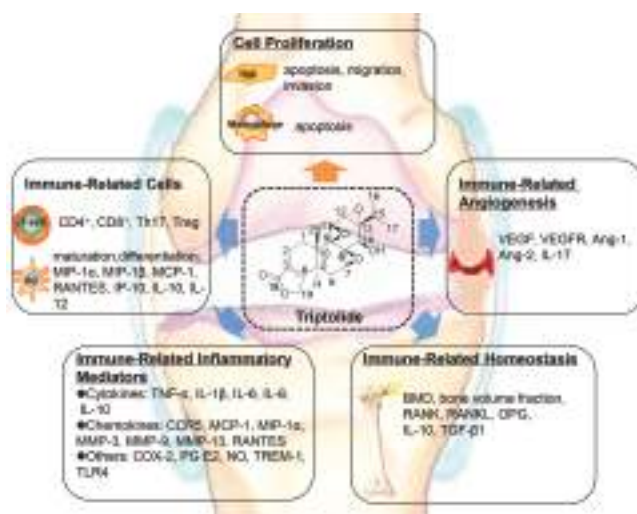 Cell Proliferation
apoptosis, migration,
invasion
Macrophage
apoptosis
Immune-Related Cells
T cell
CD4⁺, CD8⁺, Th17, Treg
maturation,differentiation,
MIP-1α, MIP-1β, MCP-1,
RANTES, IP-10, IL-10, IL-
12
Triptolide
Immune-Related
Angiogenesis
VEGF, VEGFR, Ang-1,
Ang-2, IL-17
Immune-Related Inflammatory
Mediators
●Cytokines: TNF-α, IL-1β, IL-6, IL-8,
IL-10
●Chemokines: CCR5, MCP-1, MIP-1α,
MMP-3, MMP-9, MMP-13, RANTES
●Others: COX-2, PG-E2, NO, TREM-1,
TLR4
Immune-Related Homeostasis
BMD, bone volume fraction,
RANK, RANKL, OPG,
IL-10, TGF-β1